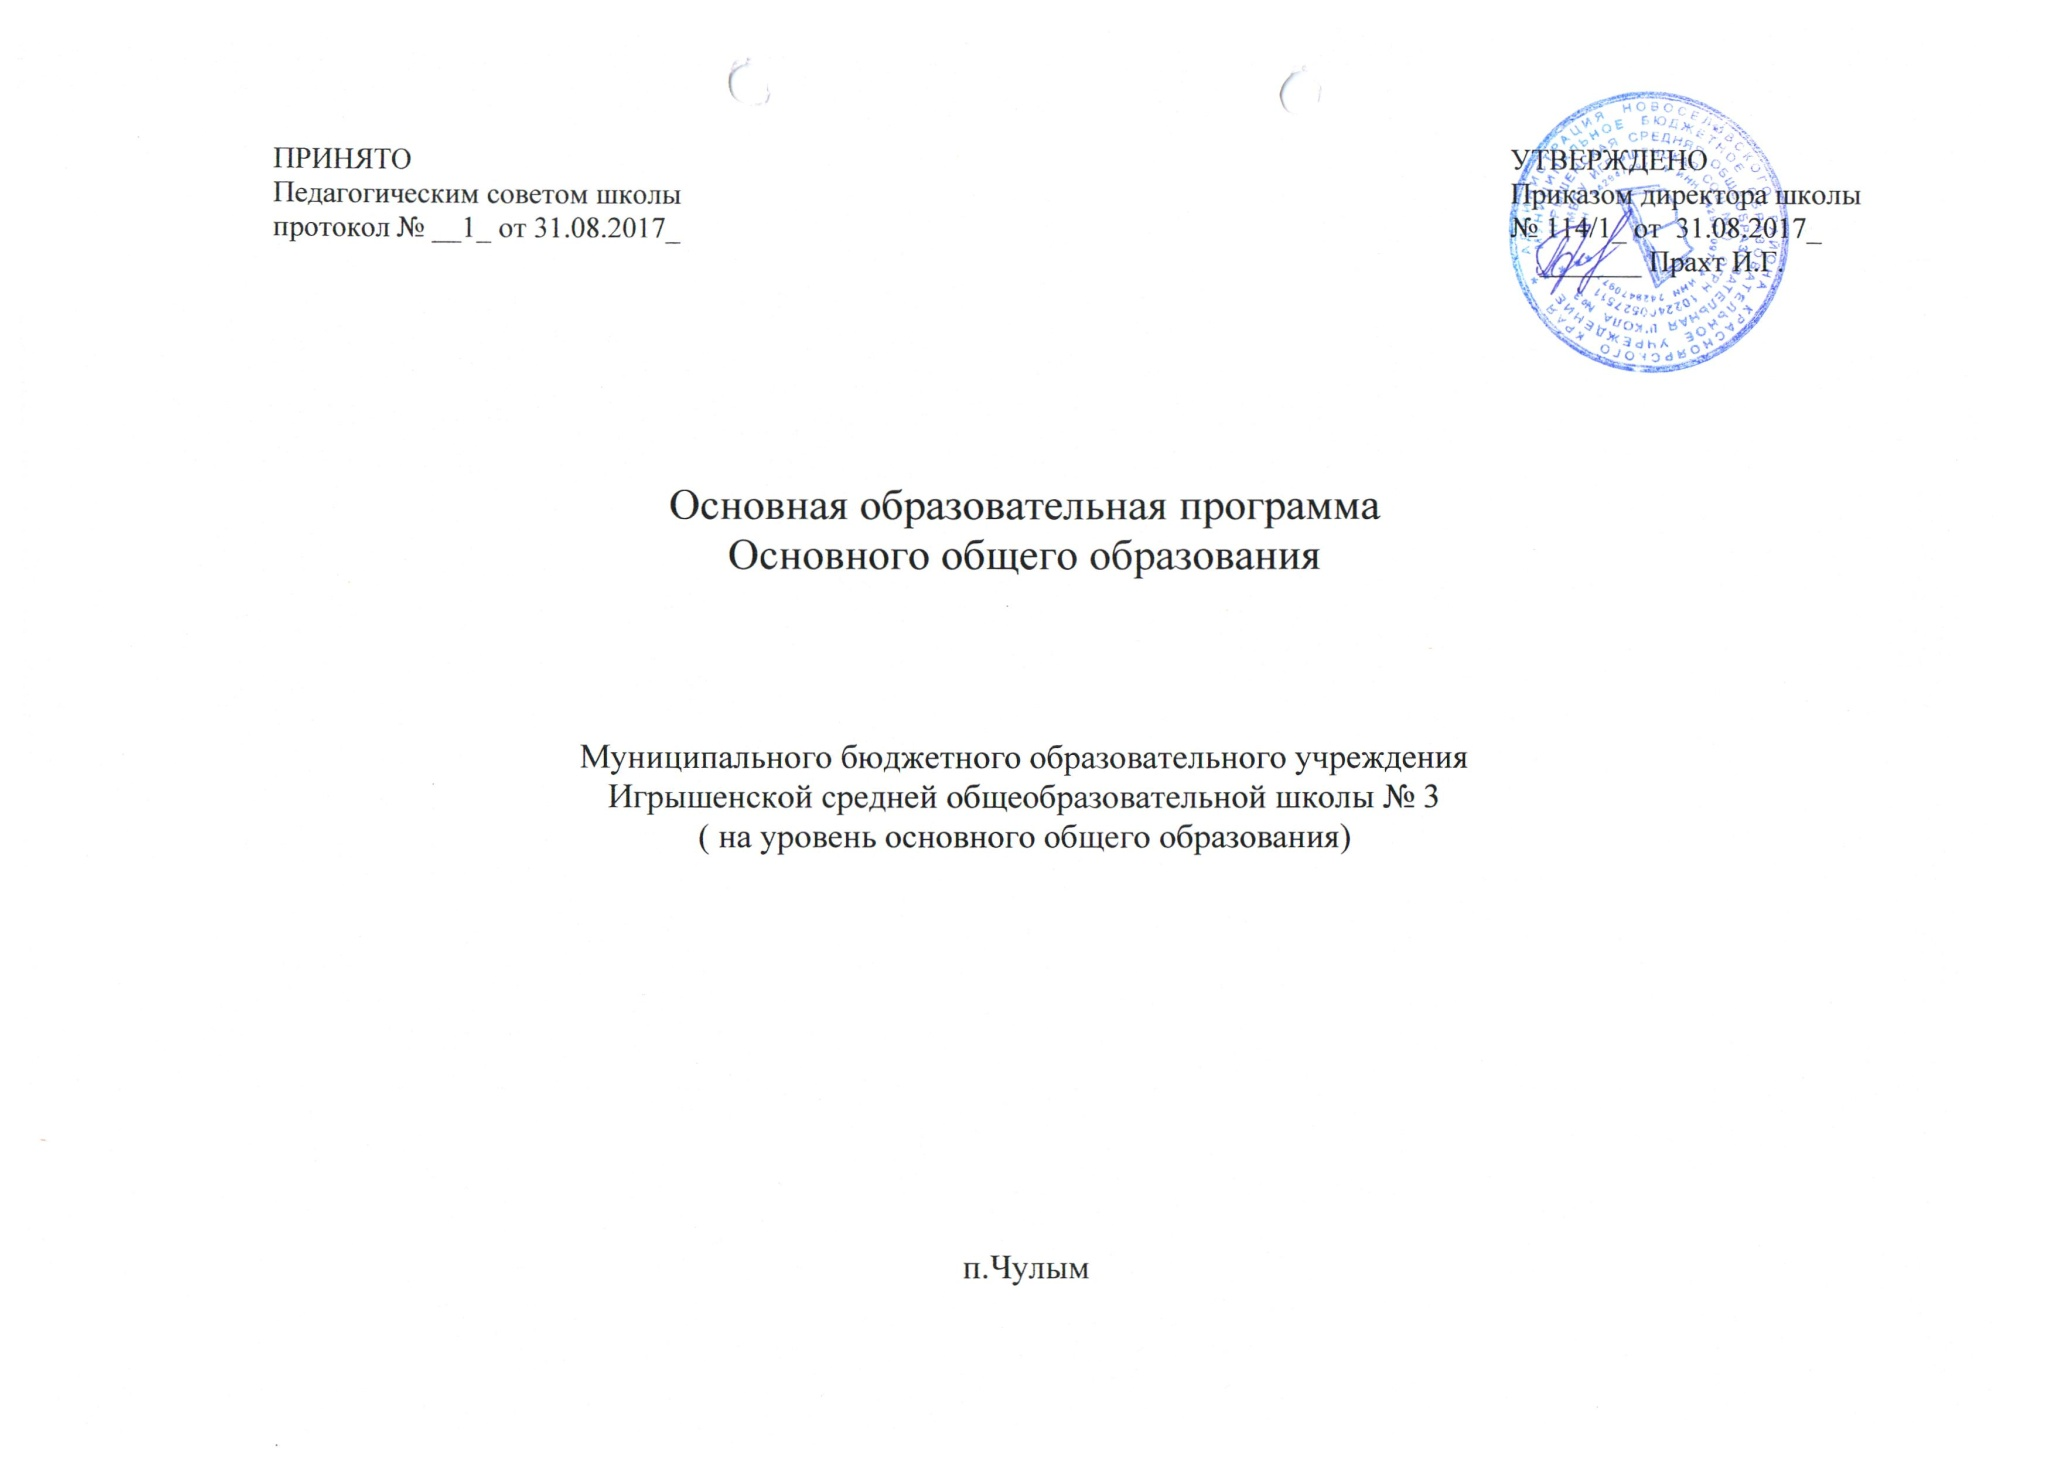 ПРИНЯТО
Педагогическим советом школы
протокол № __1_ от 31.08.2017_
УТВЕРЖДЕНО
Приказом директора школы
№ 114/1_ от 31.08.2017_
________ Прахт И.Г.
Основная образовательная программа
Основного общего образования
Муниципального бюджетного образовательного учреждения
Игрышенской средней общеобразовательной школы № 3
( на уровень основного общего образования)
п.Чулым